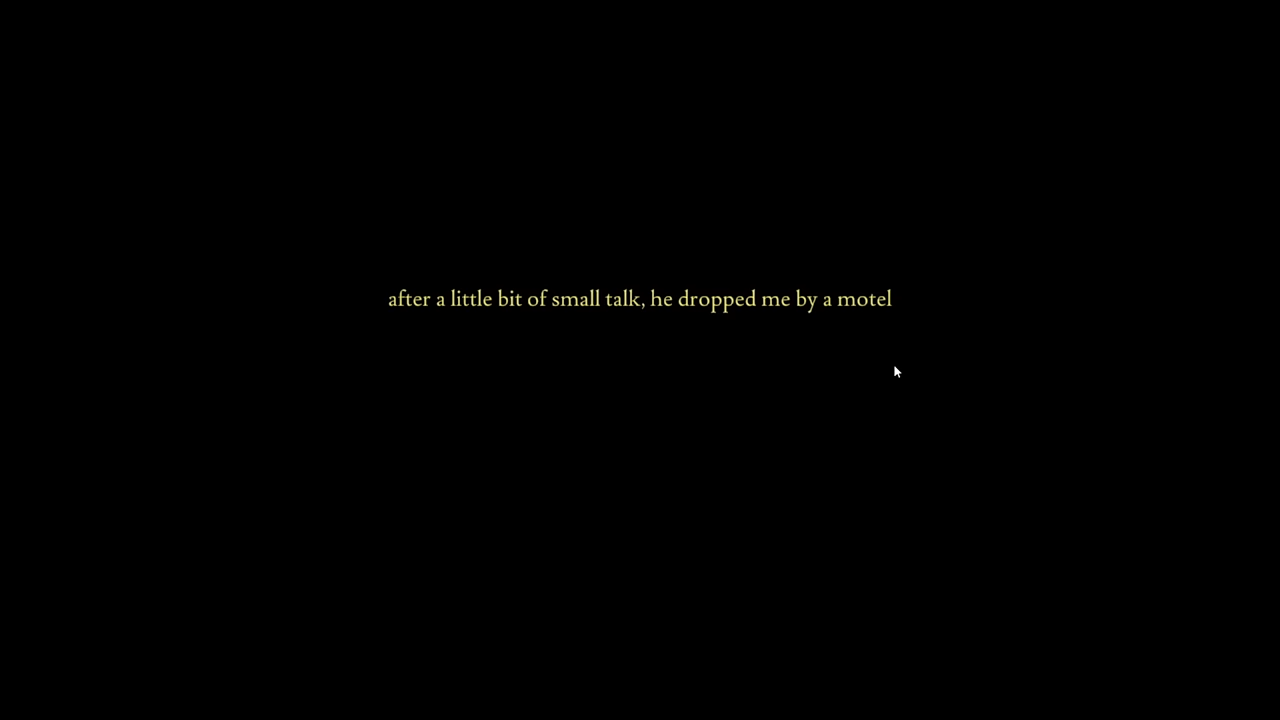 after a little bit of small talk, he dropped me by a motel